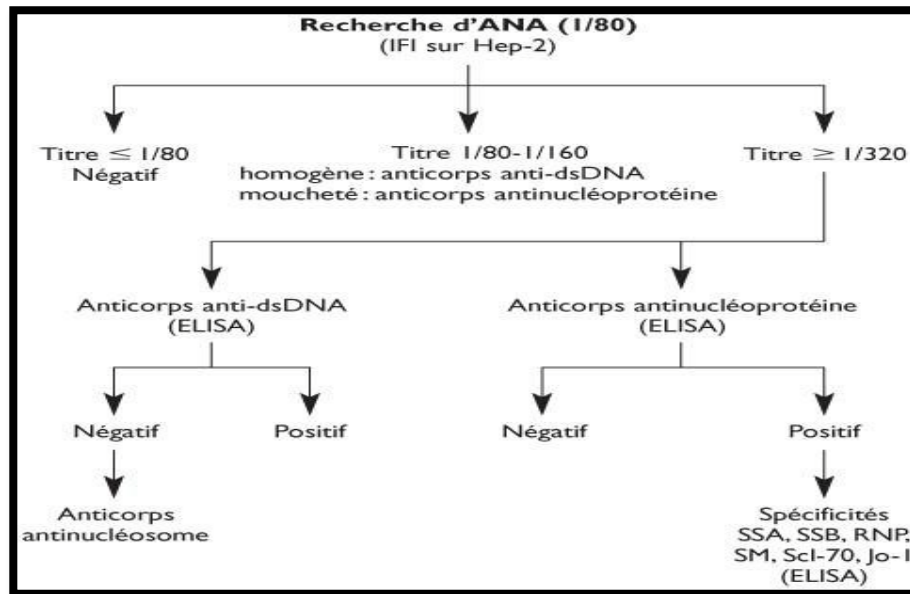 Recherche d'ANA (1/80)
(IFI sur Hep-2)
Titre ≤ 1/80
Négatif
Titre 1/80-1/160
homogène : anticorps anti-dsDNA
moucheté : anticorps antinucléoprotéine
Titre ≥ 1/320
Anticorps anti-dsDNA
(ELISA)
Anticorps antinucléoprotéine
(ELISA)
Négatif
Positif
Négatif
Positif
Anticorps
antinucléosome
Spécificités
SSA, SSB, RNP,
SM, Scl-70, Jo-1
(ELISA)